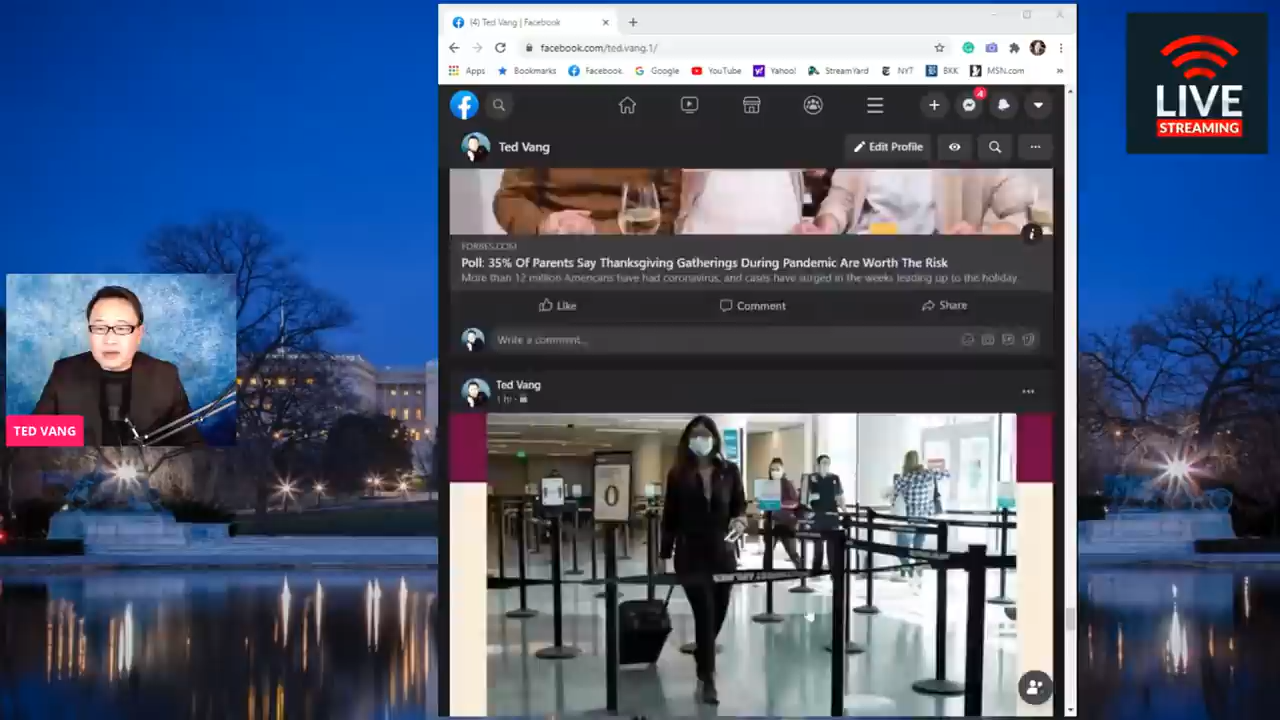 (4) Ted Vang | Facebook
facebook.com/ted.vang.1/
Apps Bookmarks Facebook Google YouTube Yahoo! StreamYard NYT BKK MSN.com
4
Ted Vang
Edit Profile
FORBES.COM
Poll: 35% Of Parents Say Thanksgiving Gatherings During Pandemic Are Worth The Risk
More than 12 million Americans have had coronavirus, and cases have surged in the weeks leading up to the holiday.
Like Comment Share
Write a comment...
Ted Vang
1 hr
LIVE
STREAMING
TED VANG